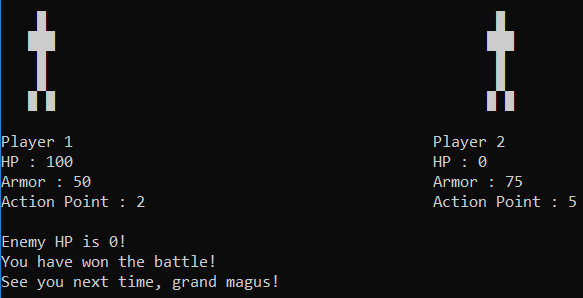 Player 1 Player 2
HP : 100 HP : 0
Armor : 50 Armor : 75
Action Point : 2 Action Point : 5
Enemy HP is 0!
You have won the battle!
See you next time, grand magus!